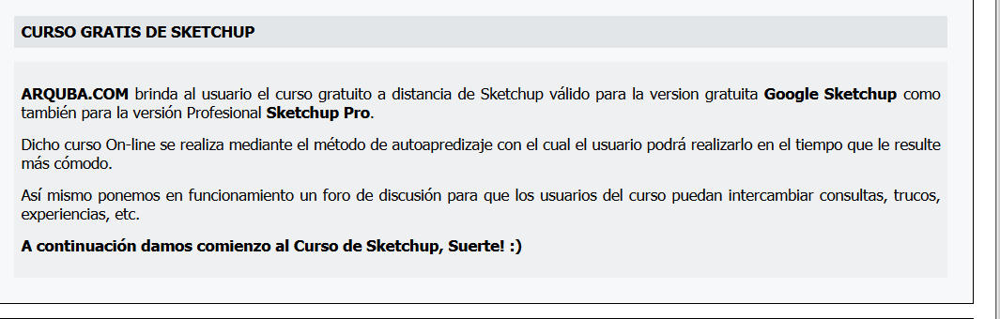 CURSO GRATIS DE SKETCHUP
ARQUBA.COM brinda al usuario el curso gratuito a distancia de Sketchup válido para la version gratuita Google Sketchup como
también para la versión Profesional Sketchup Pro.
Dicho curso On-line se realiza mediante el método de autoapredizaje con el cual el usuario podrá realizarlo en el tiempo que le resulte
más cómodo.
Así mismo ponemos en funcionamiento un foro de discusión para que los usuarios del curso puedan intercambiar consultas, trucos,
experiencias, etc.
A continuación damos comienzo al Curso de Sketchup, Suerte! :)